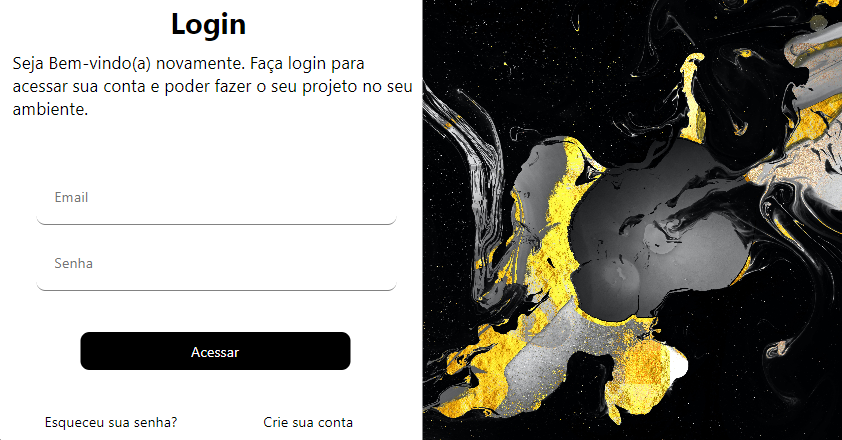 Login
Seja Bem-vindo(a) novamente. Faça login para
acessar sua conta e poder fazer o seu projeto no seu
ambiente.
Email
Senha
Acessar
Esqueceu sua senha?
Crie sua conta